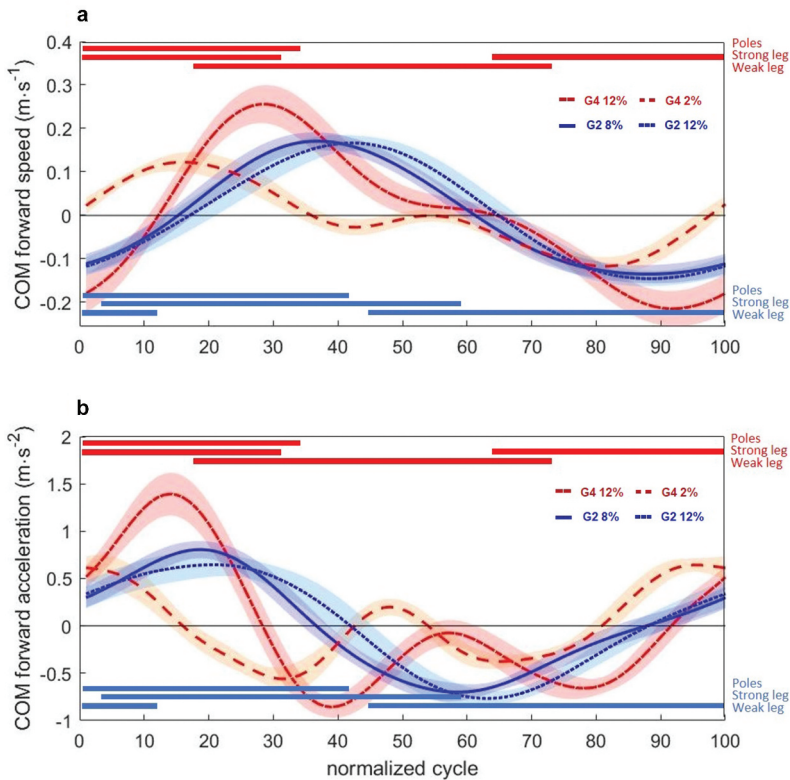 a
COM forward speed (m·s-1)
0.4
0.3
0.2
0.1
0
-0.1
-0.2
Poles
Strong leg
Weak leg
G4 12% G4 2%
G2 8% G2 12%
Poles
Strong leg
Weak leg
0 10 20 30 40 50 60 70 80 90 100
b
COM forward acceleration (m·s-2)
2
1.5
1
0.5
0
-0.5
-1
Poles
Strong leg
Weak leg
G4 12% G4 2%
G2 8% G2 12%
Poles
Strong leg
Weak leg
0 10 20 30 40 50 60 70 80 90 100
normalized cycle